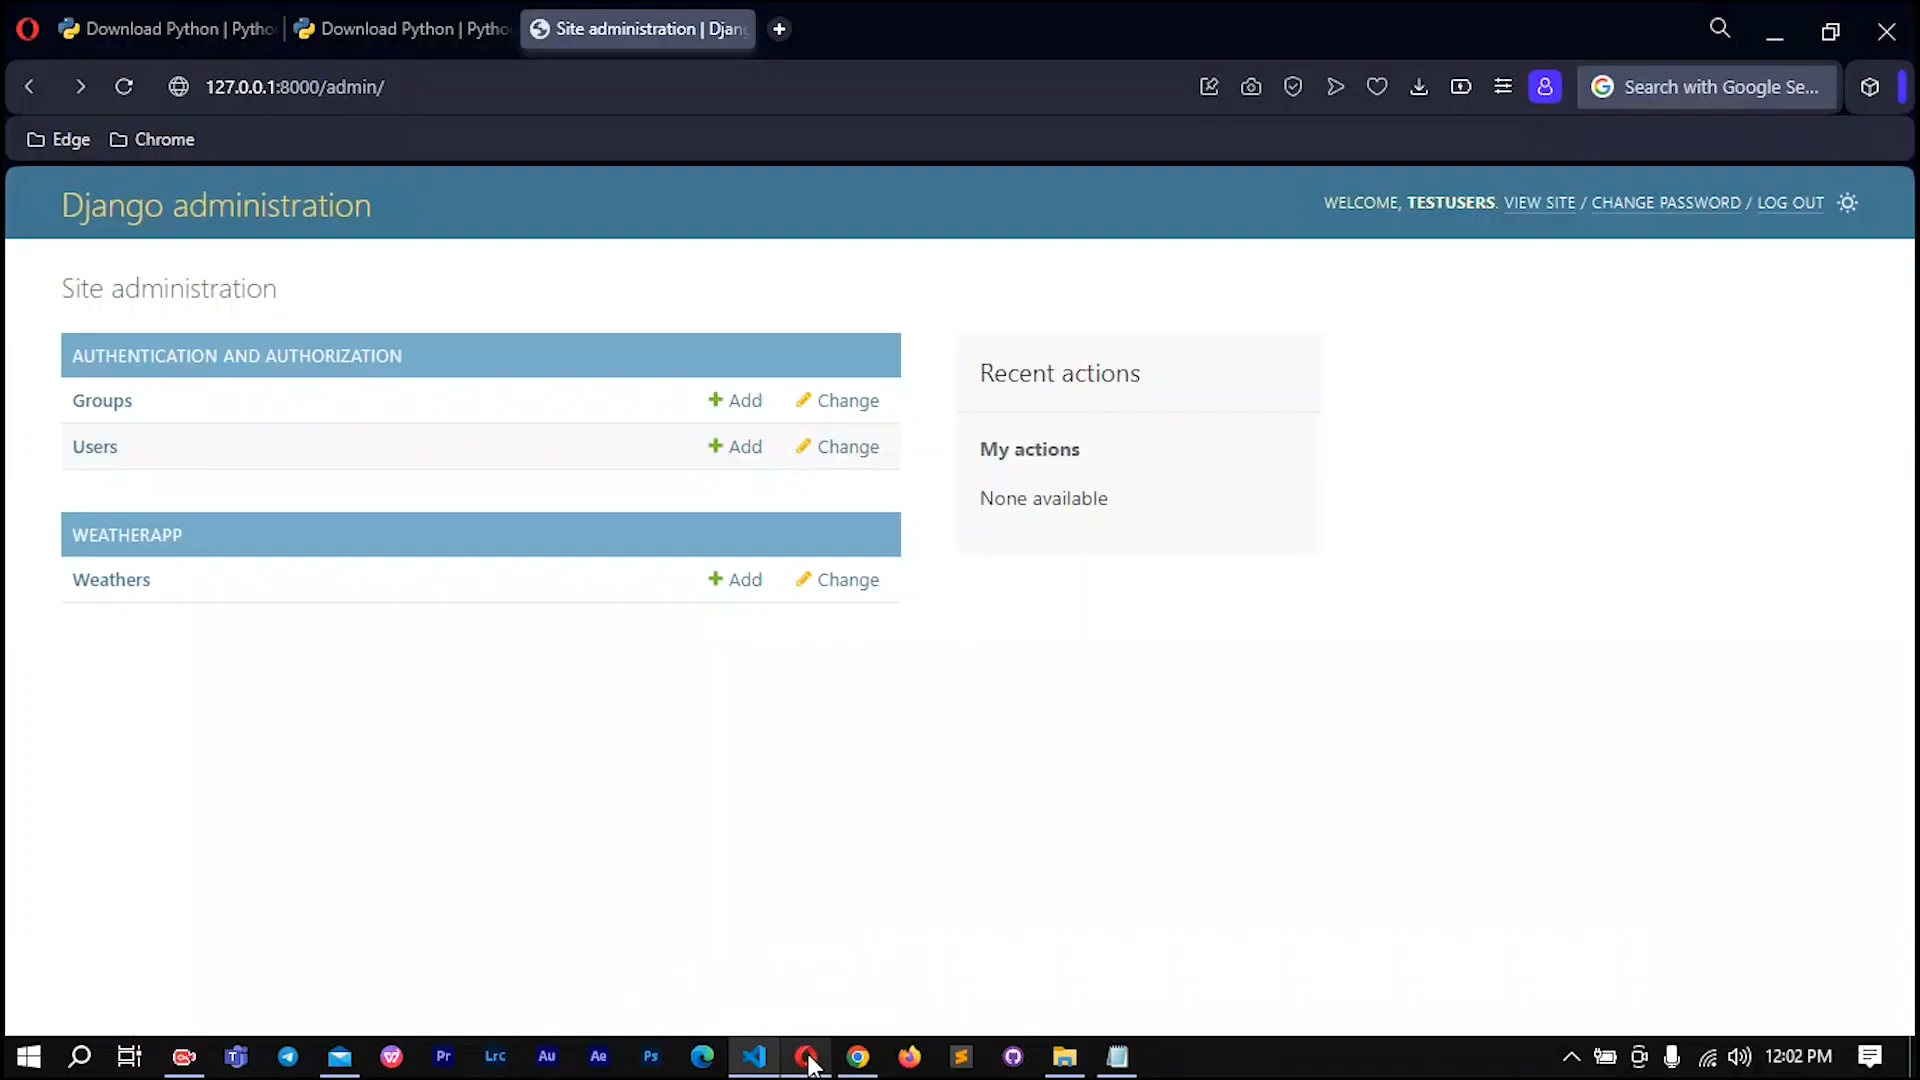 Download Python | Pytho
Download Python | Pytho
Site administration | Djan
127.0.0.1:8000/admin/
Search with Google Se...
Edge
Chrome
Django administration
WELCOME, TESTUSERS. VIEW SITE / CHANGE PASSWORD / LOG OUT
Site administration
AUTHENTICATION AND AUTHORIZATION
Groups Add Change
Users Add Change
WEATHERAPP
Weathers Add Change
Recent actions
My actions
None available
Pr Lrc Au Ae Ps
12:02 PM